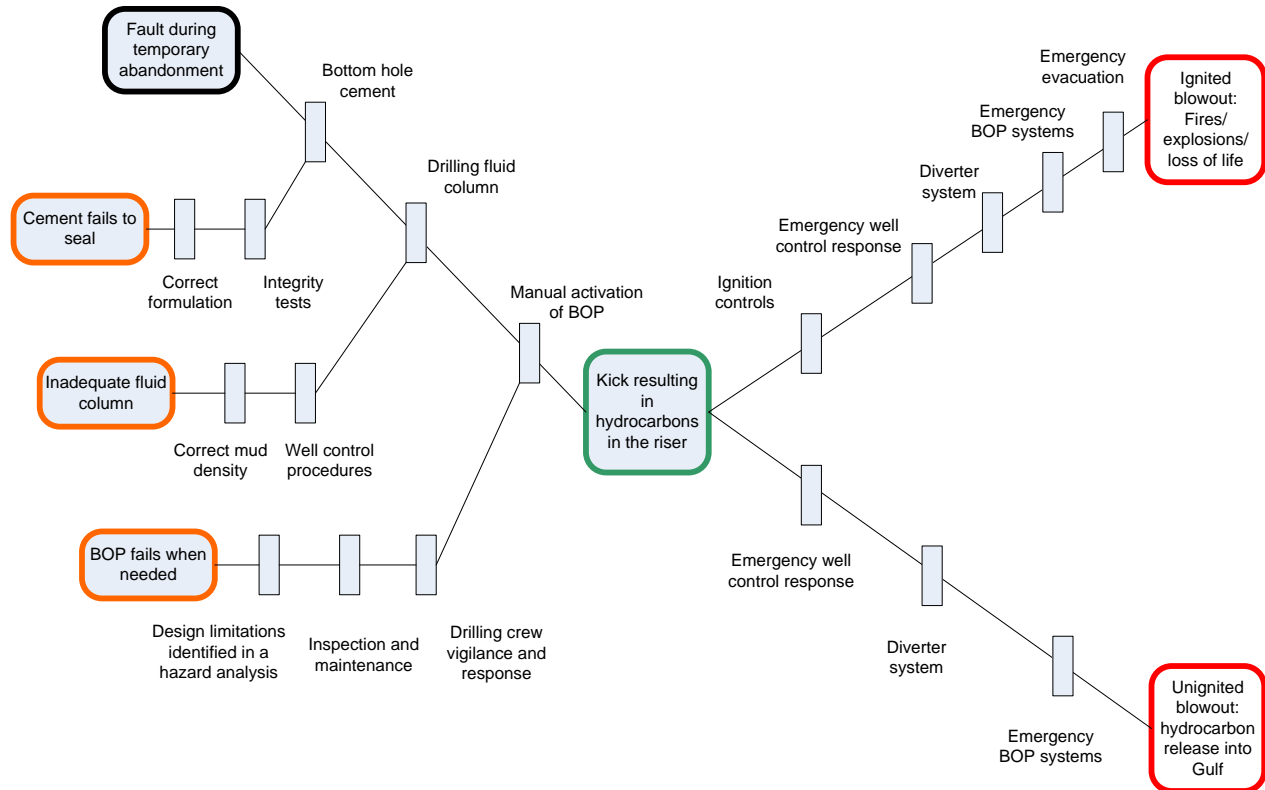 Fault during
temporary
abandonment
Bottom hole
cement
Drilling fluid
column
Cement fails to
seal
Correct
formulation
Integrity
tests
Manual activation
of BOP
Inadequate fluid
column
Correct mud
density
Well control
procedures
BOP fails when
needed
Design limitations
identified in a
hazard analysis
Inspection and
maintenance
Drilling crew
vigilance and
response
Kick resulting
in
hydrocarbons
in the riser
Ignition
controls
Emergency well
control response
Diverter
system
Emergency
BOP systems
Emergency
evacuation
Ignited
blowout:
Fires/
explosions/
loss of life
Emergency well
control response
Diverter
system
Emergency
BOP systems
Unignited
blowout:
hydrocarbon
release into
Gulf